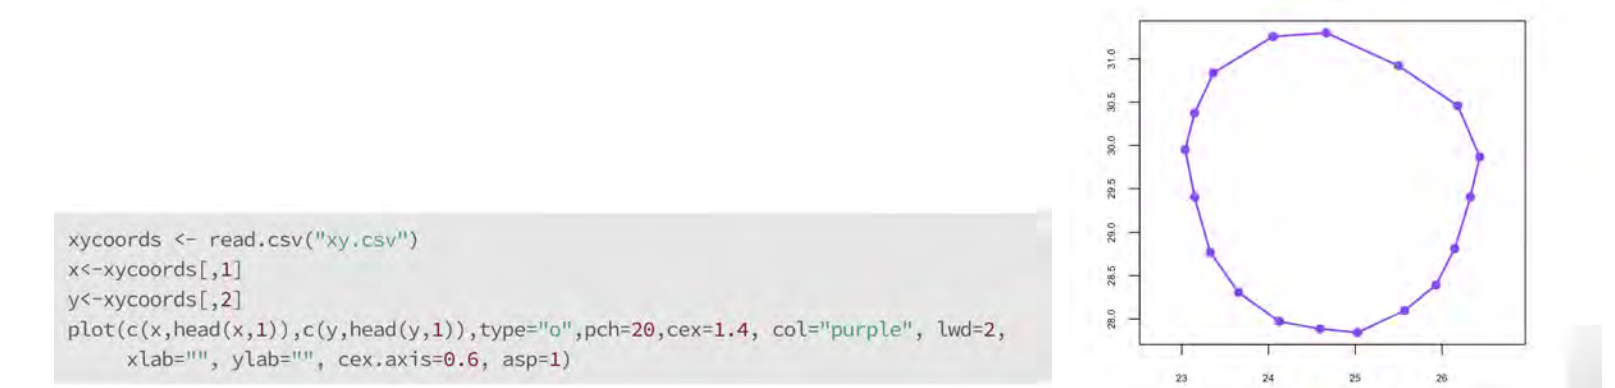 xycoords <- read.csv("xy.csv")
x<-xycoords[,1]
y<-xycoords[,2]
plot(c(x,head(x,1)),c(y,head(y,1)),type="o",pch=20,cex=1.4, col="purple", lwd=2,
xlab="", ylab="", cex.axis=0.6, asp=1)
31.0
30.5
30.0
29.5
29.0
28.5
28.0
23 24 25 26